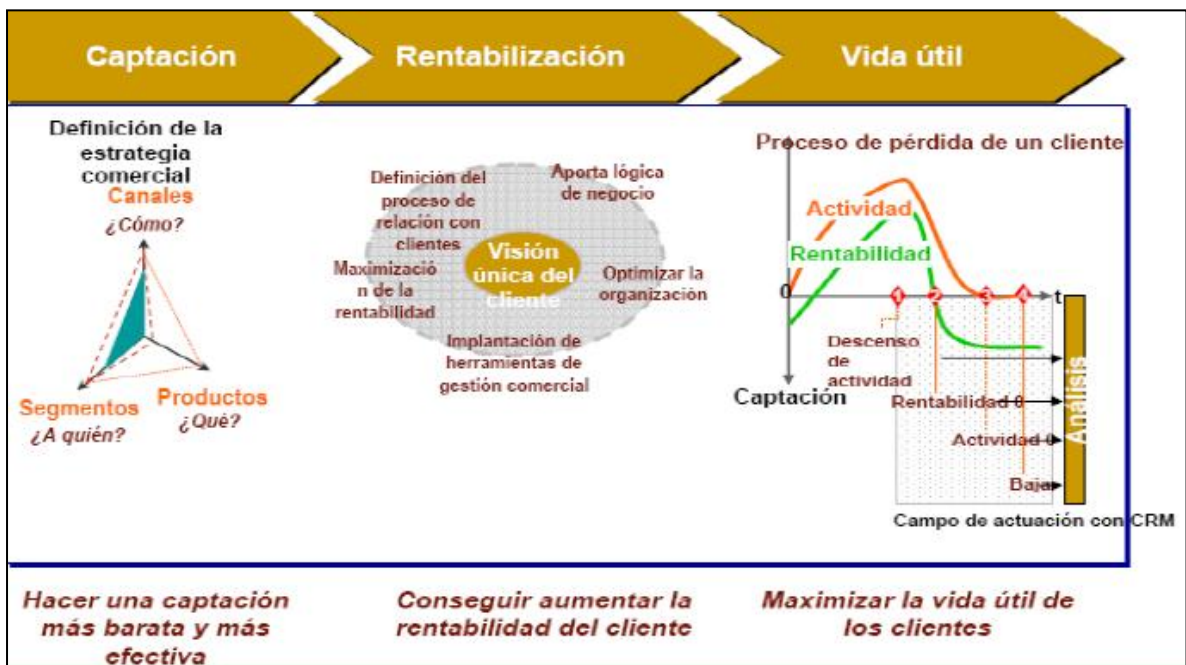 Captación
Rentabilización
Vida útil
Definición de la
estrategia
comercial
Canales
¿Cómo?
Segmentos
¿A quién?
Productos
¿Qué?
Definición del
proceso de
relación con
clientes
Aporta lógica
de negocio
Visión
única del
cliente
Maximizació
n de la
rentabilidad
Optimizar la
organización
Implantación de
herramientas de
gestión comercial
Proceso de pérdida de un cliente
Actividad
Rentabilidad
0
1
2
3
4
t
Descenso
de
actividad
Captación
Rentabilidad 0
Actividad 0
Baja
Análisis
Campo de actuación con CRM
Hacer una captación
más barata y más
efectiva
Conseguir aumentar la
rentabilidad del cliente
Maximizar la vida útil de
los clientes